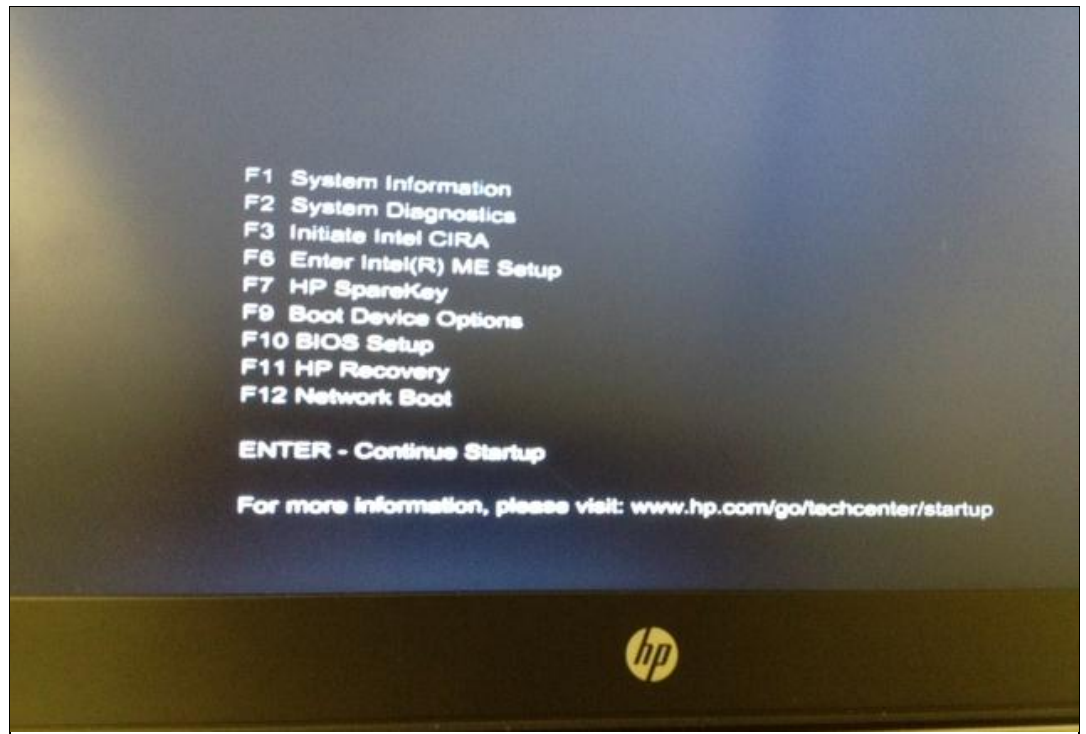 F1 System Information
F2 System Diagnostics
F3 Initiate Intel CIRA
F6 Enter Intel(R) ME Setup
F7 HP SpareKey
F9 Boot Device Options
F10 BIOS Setup
F11 HP Recovery
F12 Network Boot
ENTER - Continue Startup
For more information, please visit: www.hp.com/go/techcenter/startup
hp